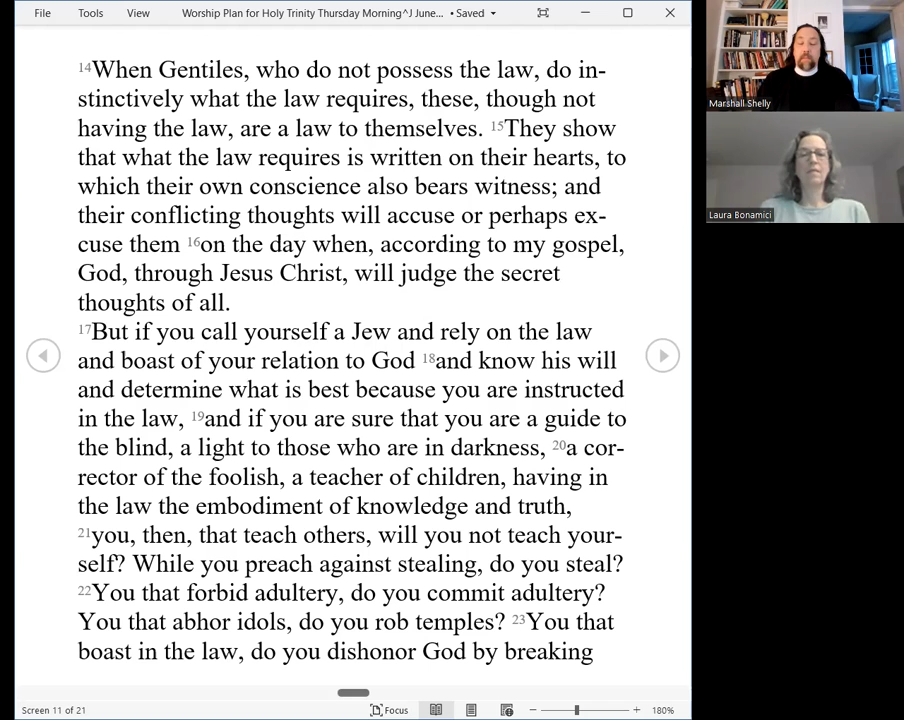 File Tools View Worship Plan for Holy Trinity Thursday Morning^J June... • Saved
14When Gentiles, who do not possess the law, do in-
stinctively what the law requires, these, though not
having the law, are a law to themselves. 15They show
that what the law requires is written on their hearts, to
which their own conscience also bears witness; and
their conflicting thoughts will accuse or perhaps ex-
cuse them 16on the day when, according to my gospel,
God, through Jesus Christ, will judge the secret
thoughts of all.
17But if you call yourself a Jew and rely on the law
and boast of your relation to God 18and know his will
and determine what is best because you are instructed
in the law, 19and if you are sure that you are a guide to
the blind, a light to those who are in darkness, 20a cor-
rector of the foolish, a teacher of children, having in
the law the embodiment of knowledge and truth,
21you, then, that teach others, will you not teach your-
self? While you preach against stealing, do you steal?
22You that forbid adultery, do you commit adultery?
You that abhor idols, do you rob temples? 23You that
boast in the law, do you dishonor God by breaking
Screen 11 of 21 Focus 180%
Marshall Shelly
Laura Bonamici